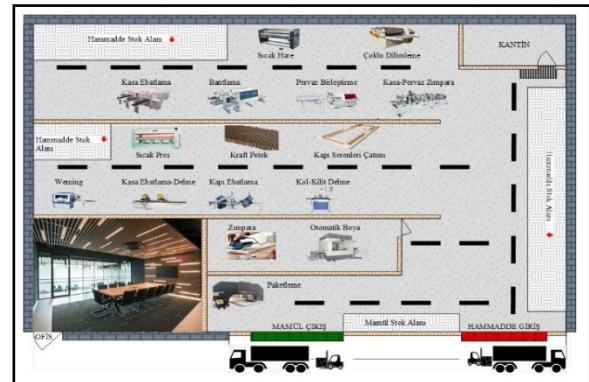 Hammadde Stok Alanı
Sıcak Hare
Çoklu Dilimleme
KANTİN
Kasa Ebatlama
Bantlama
Pervaz Birleştirme
Kasa-Pervaz Zımpara
Hammadde Stok
Alanı
Sıcak Pres
Kraft Petek
Kapı Serenleri Çatımı
Hammadde Stok Alanı
Werning
Kasa Ebatlama-Delme
Kapı Ebatlama
Kol-Kilit Delme
Zımpara
Otomatik Boya
Paketleme
OFİS
MAMÜL ÇIKIŞ
Mamül Stok Alanı
HAMMADDE GİRİŞ